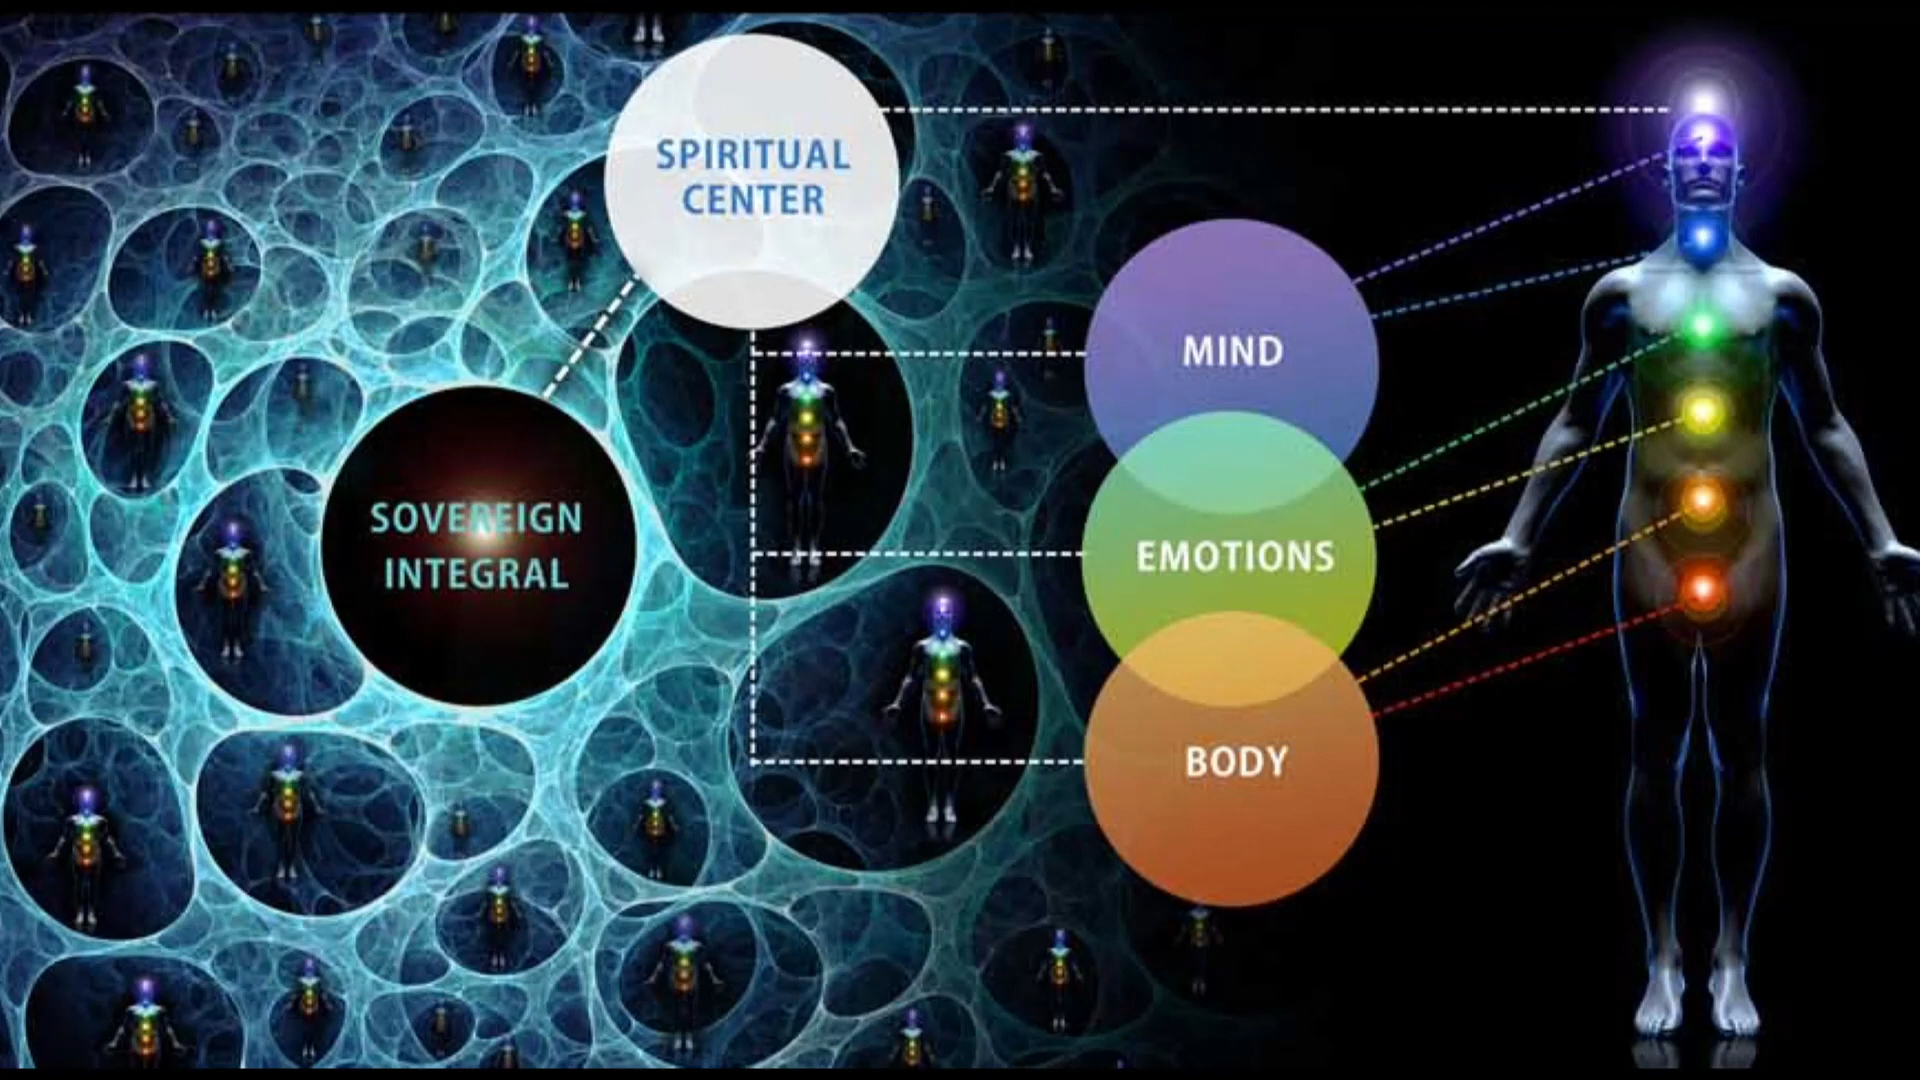 SPIRITUAL
CENTER
MIND
SOVEREIGN
INTEGRAL
EMOTIONS
BODY